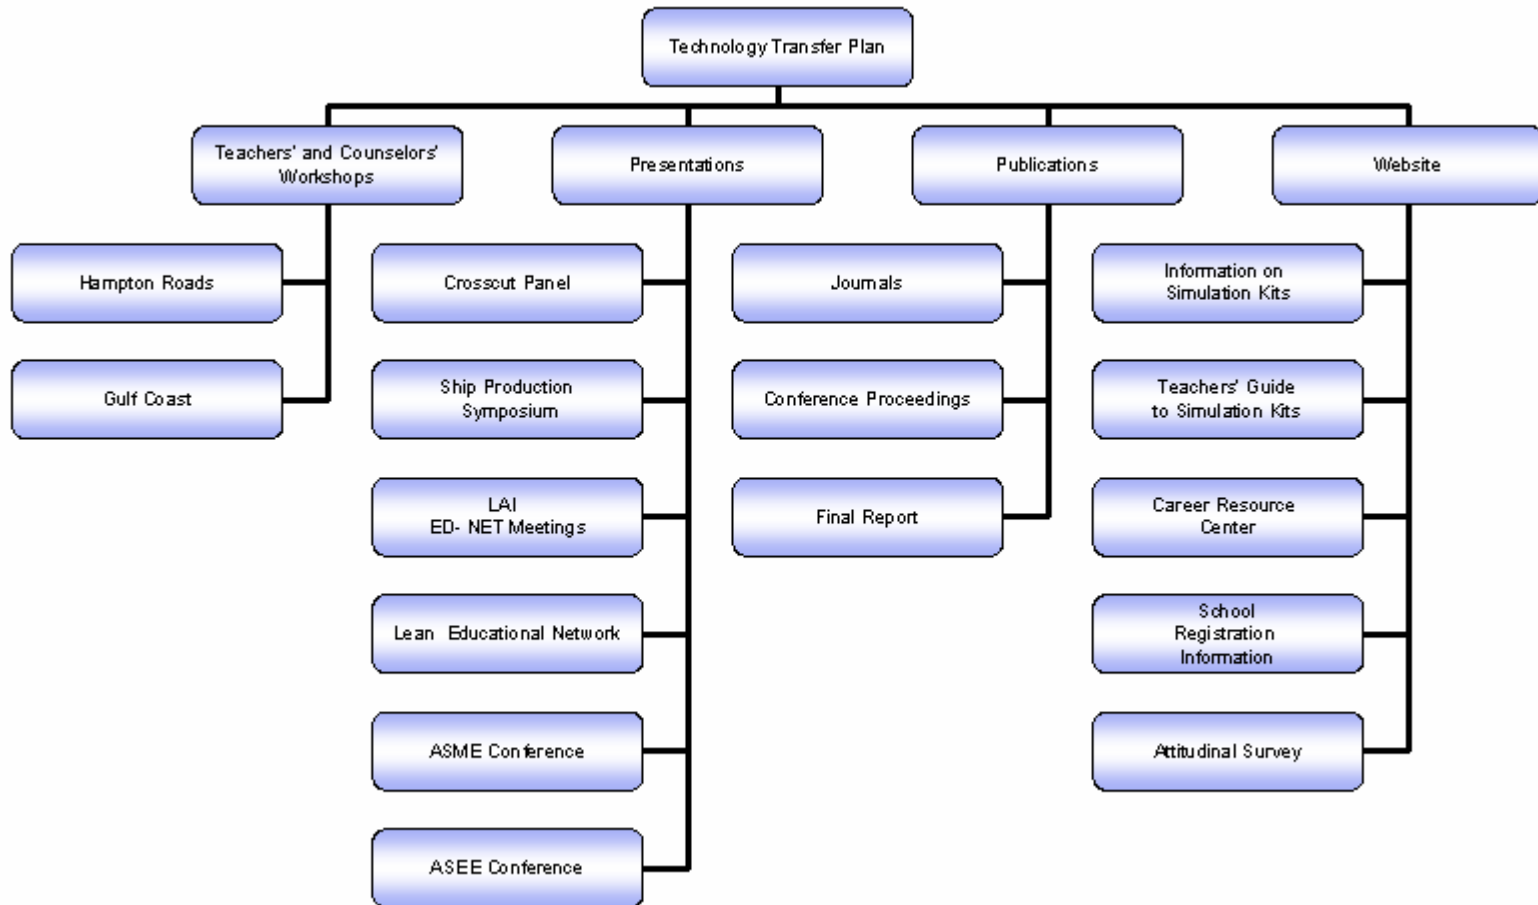 Technology Transfer Plan
Teachers' and Counselors'
Workshops
Presentations
Publications
Website
Hampton Roads
Gulf Coast
Crosscut Panel
Ship Production
Symposium
LAI
ED- NET Meetings
Lean Educational Network
ASME Conference
ASEE Conference
Journals
Conference Proceedings
Final Report
Information on
Simulation Kits
Teachers' Guide
to Simulation Kits
Career Resource
Center
School
Registration
Information
Attitudinal Survey